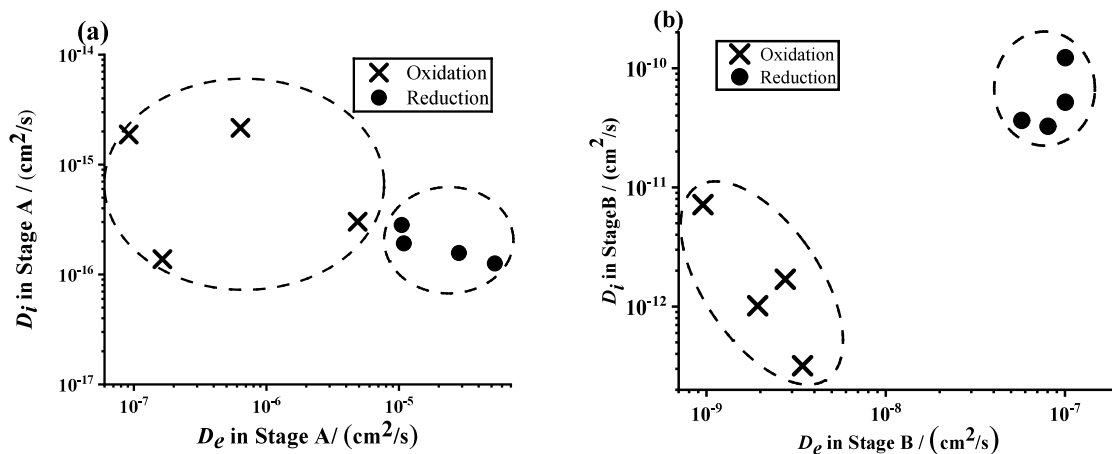 (a)
10⁻¹⁴
10⁻¹⁵
10⁻¹⁶
10⁻¹⁷
Dᵢ in Stage A / (cm²/s)
Oxidation
Reduction
10⁻⁷
10⁻⁶
10⁻⁵
Dₑ in Stage A/ (cm²/s)
(b)
10⁻¹⁰
10⁻¹¹
10⁻¹²
Dᵢ in StageB / (cm²/s)
Oxidation
Reduction
10⁻⁹
10⁻⁸
10⁻⁷
Dₑ in Stage B / (cm²/s)